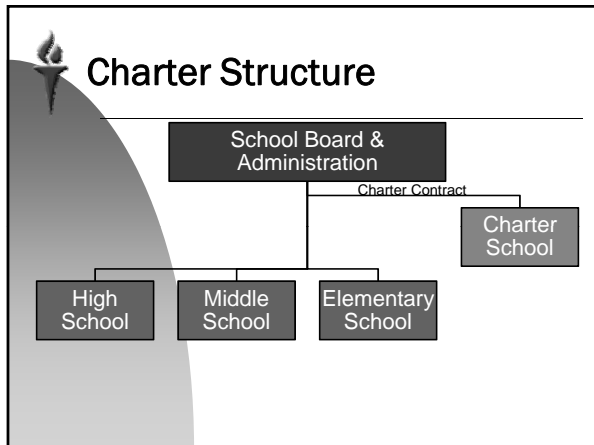 Charter Structure
School Board &
Administration
Charter Contract
Charter
School
High
School
Middle
School
Elementary
School